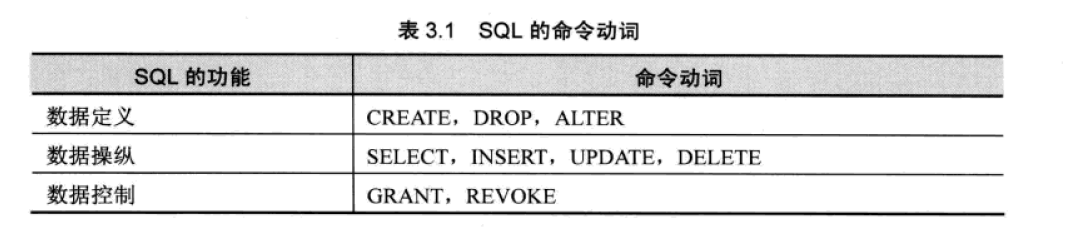 表 3.1 SQL 的命令动词
SQL 的功能 命令动词
数据定义 CREATE，DROP，ALTER
数据操纵 SELECT，INSERT，UPDATE，DELETE
数据控制 GRANT，REVOKE